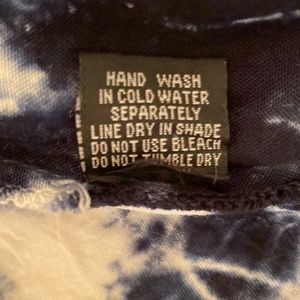 HAND WASH
IN COLD WATER
SEPARATELY
LINE DRY IN SHADE
DO NOT USE BLEACH
DO NOT TUMBLE DRY